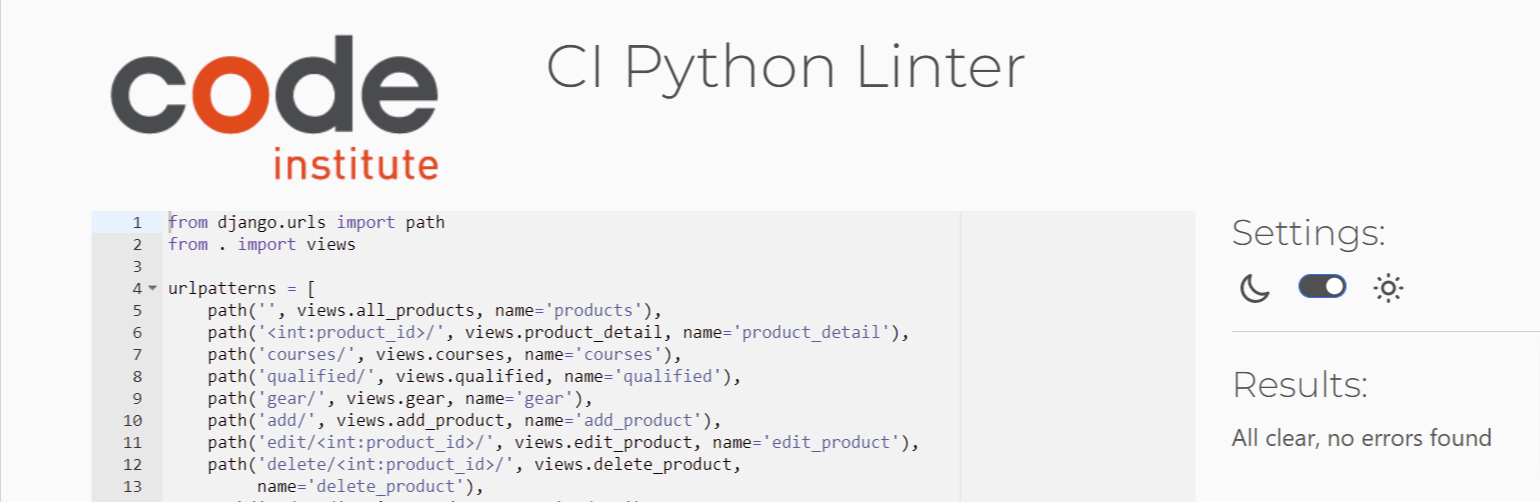 code
institute
CI Python Linter
1 from django.urls import path
2 from . import views
3
4 urlpatterns = [
5 path('', views.all_products, name='products'),
6 path('<int:product_id>/', views.product_detail, name='product_detail'),
7 path('courses/', views.courses, name='courses'),
8 path('qualified/', views.qualified, name='qualified'),
9 path('gear/', views.gear, name='gear'),
10 path('add/', views.add_product, name='add_product'),
11 path('edit/<int:product_id>/', views.edit_product, name='edit_product'),
12 path('delete/<int:product_id>/', views.delete_product,
13 name='delete_product'),
Settings:
Results:
All clear, no errors found